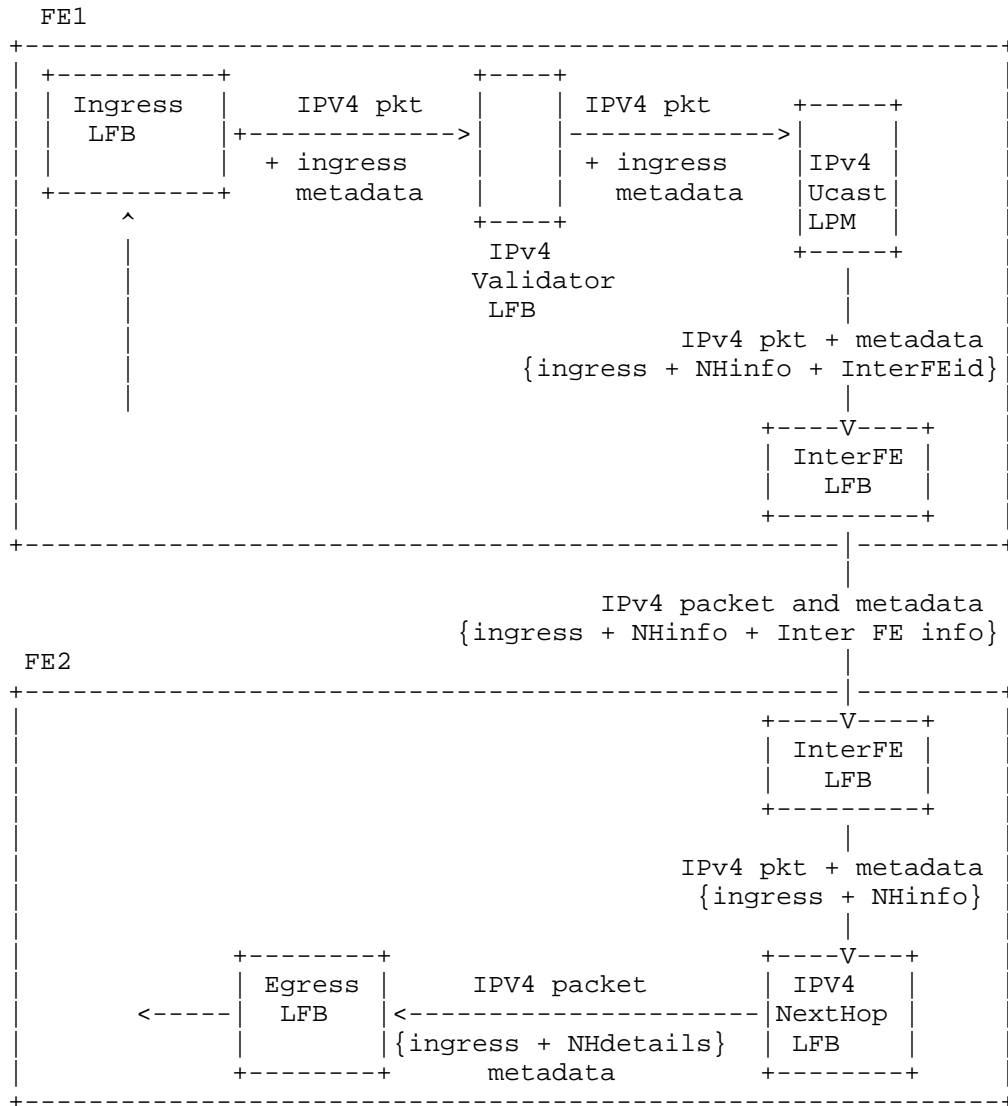 FE1
Ingress IPV4 pkt IPV4 pkt
LFB
+ ingress + ingress IPv4
metadata metadata Ucast
LPM
IPv4
Validator
LFB
IPv4 pkt + metadata
{ingress + NHinfo + InterFEid}
InterFE
LFB
IPv4 packet and metadata
{ingress + NHinfo + Inter FE info}
FE2
InterFE
LFB
IPv4 pkt + metadata
{ingress + NHinfo}
Egress IPV4 packet IPV4
LFB NextHop
{ingress + NHdetails} LFB
metadata